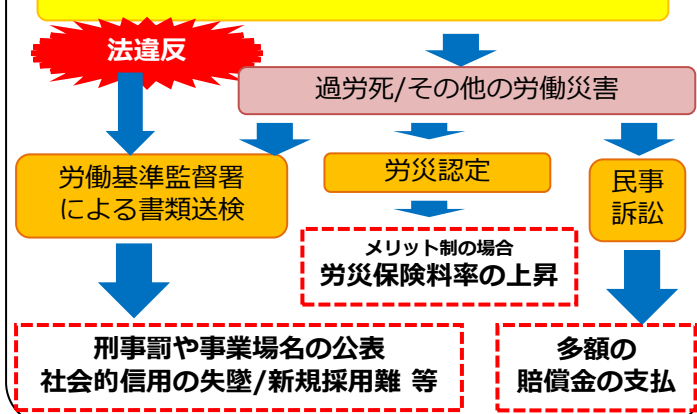 法違反
過労死/その他の労働災害
労働基準監督署
による書類送検
労災認定
民事
訴訟
メリット制の場合
労災保険料率の上昇
刑事罰や事業場名の公表
社会的信用の失墜/新規採用難 等
多額の
賠償金の支払